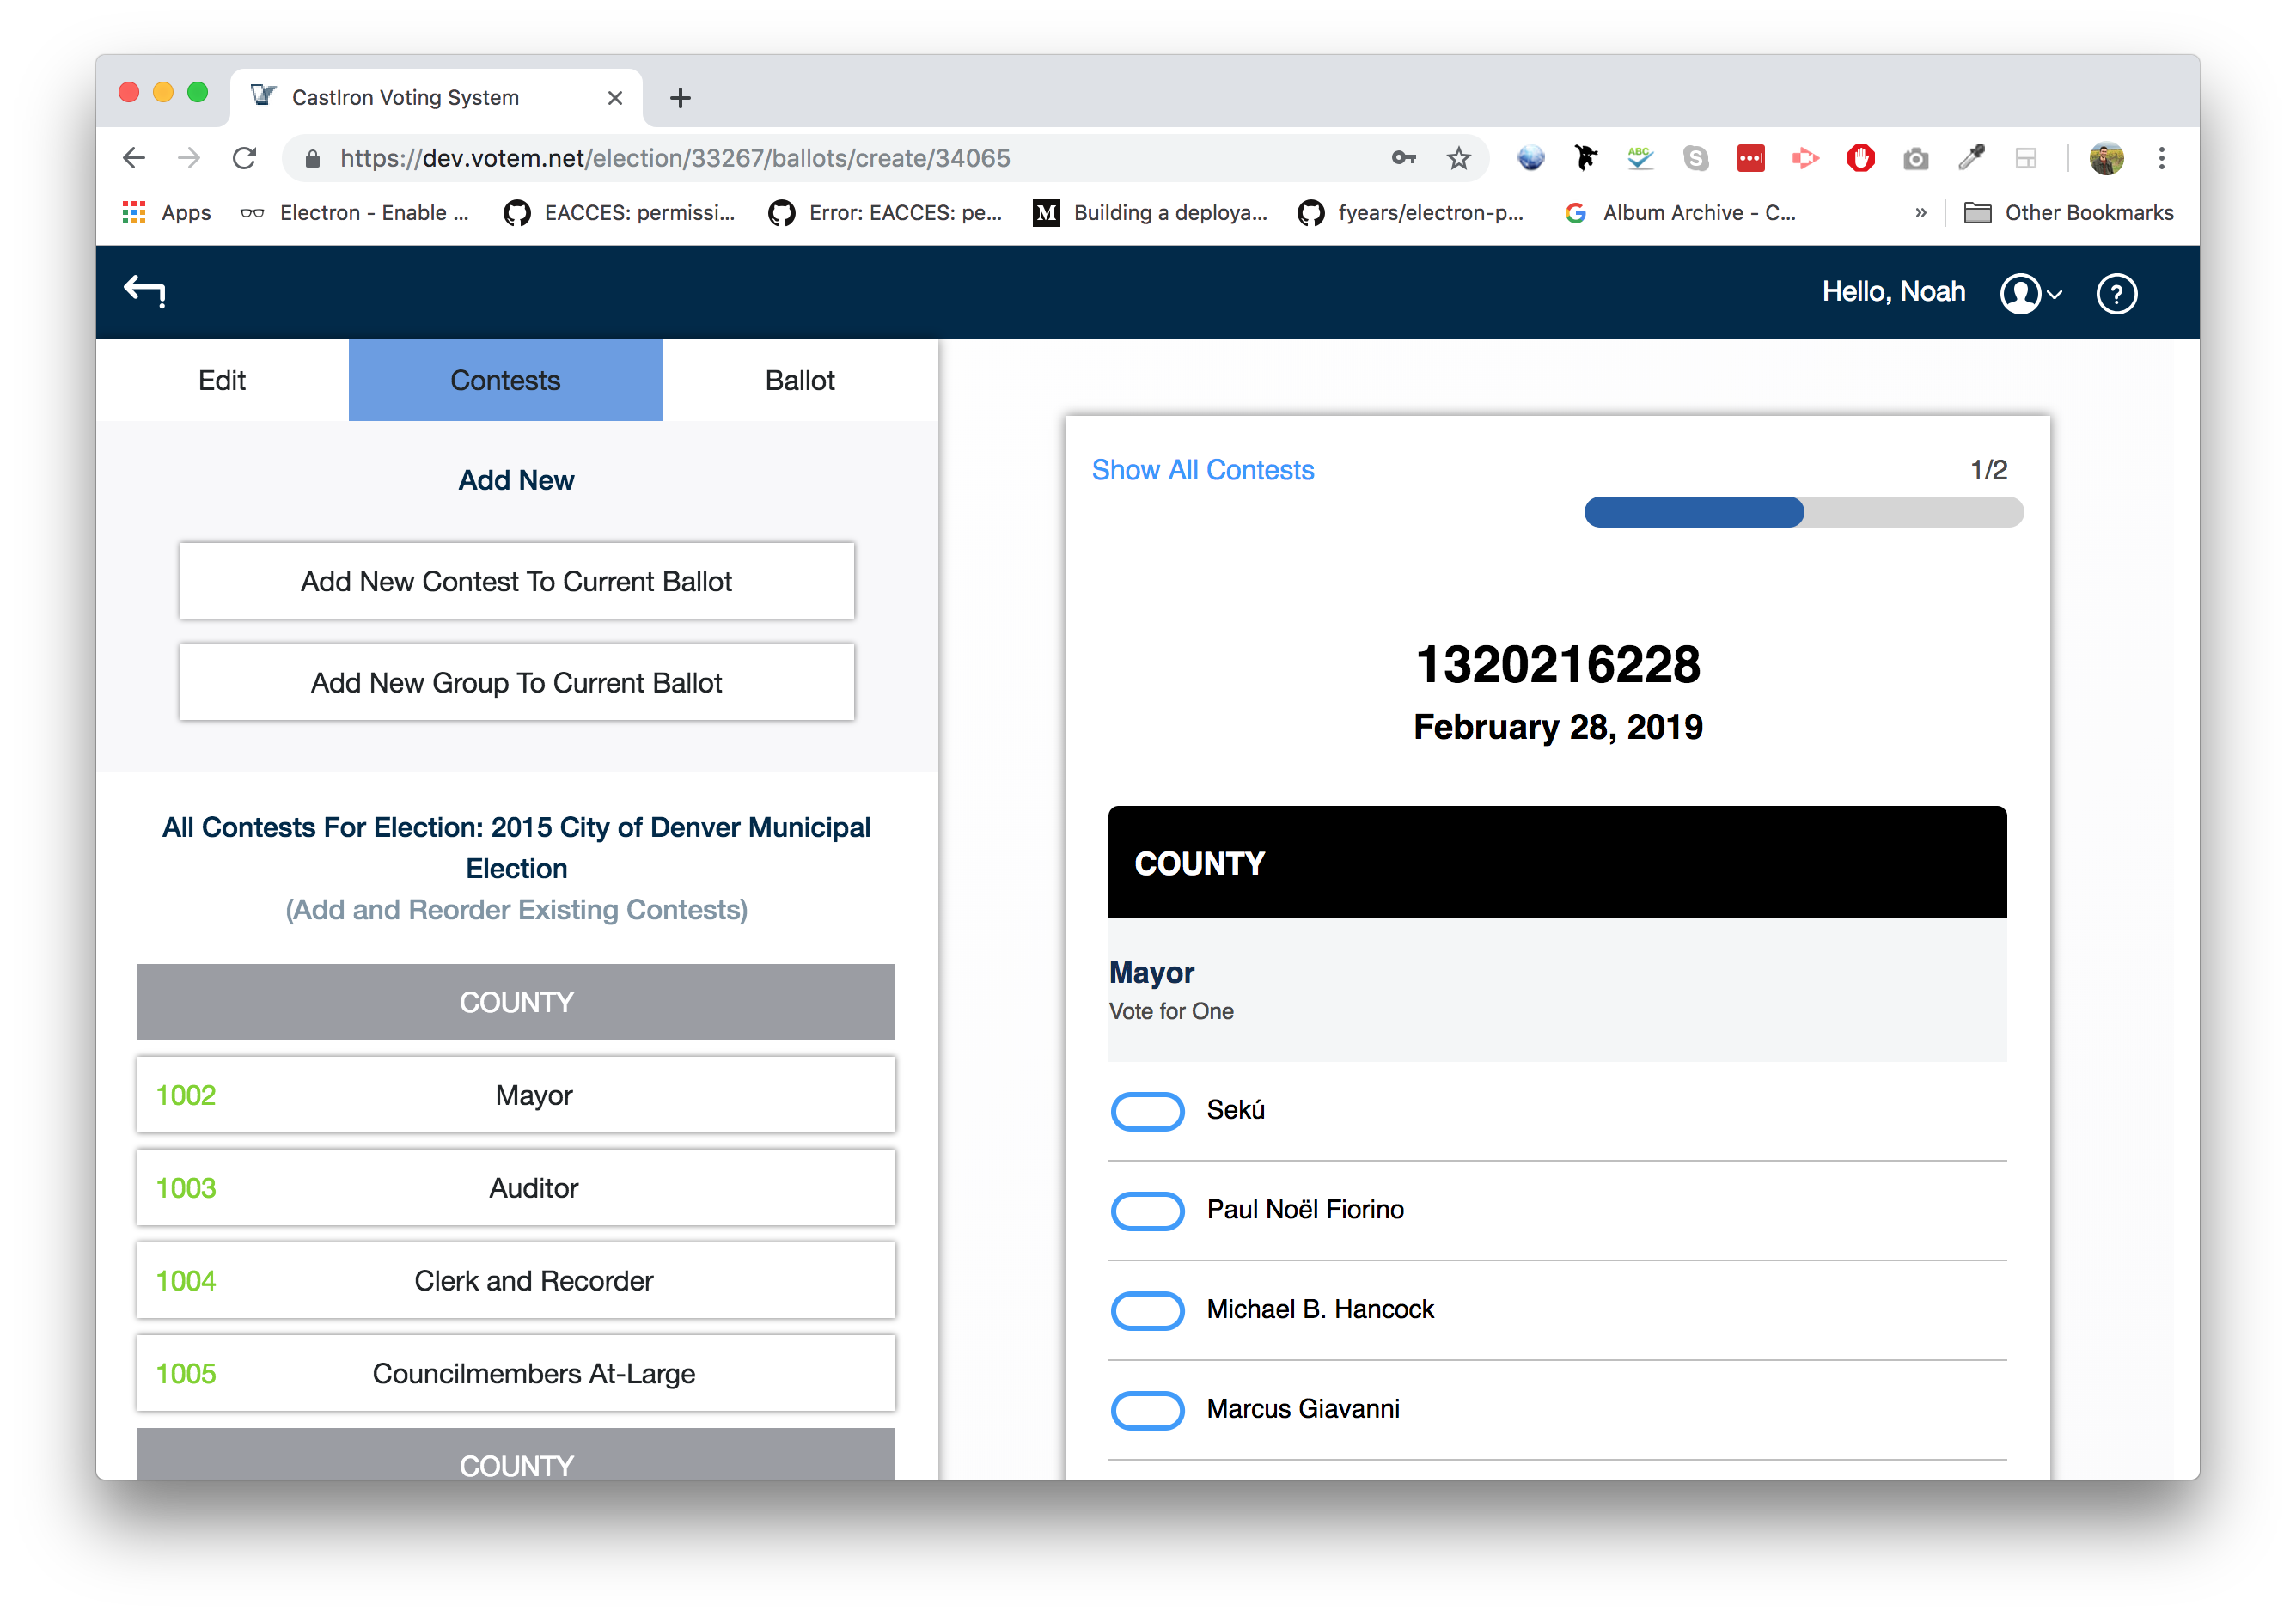 CastIron Voting System
https://dev.votem.net/election/33267/ballots/create/34065
ABC
Apps
Electron - Enable ...
EACCES: permissi...
Error: EACCES: pe...
M
Building a deploya...
fyears/electron-p...
G
Album Archive - C...
»
Other Bookmarks
Hello, Noah
?
Edit
Contests
Ballot
Add New
Add New Contest To Current Ballot
Add New Group To Current Ballot
All Contests For Election: 2015 City of Denver Municipal
Election
(Add and Reorder Existing Contests)
COUNTY
1002 Mayor
1003 Auditor
1004 Clerk and Recorder
1005 Councilmembers At-Large
COUNTY
Show All Contests
1/2
1320216228
February 28, 2019
COUNTY
Mayor
Vote for One
Sekú
Paul Noël Fiorino
Michael B. Hancock
Marcus Giavanni